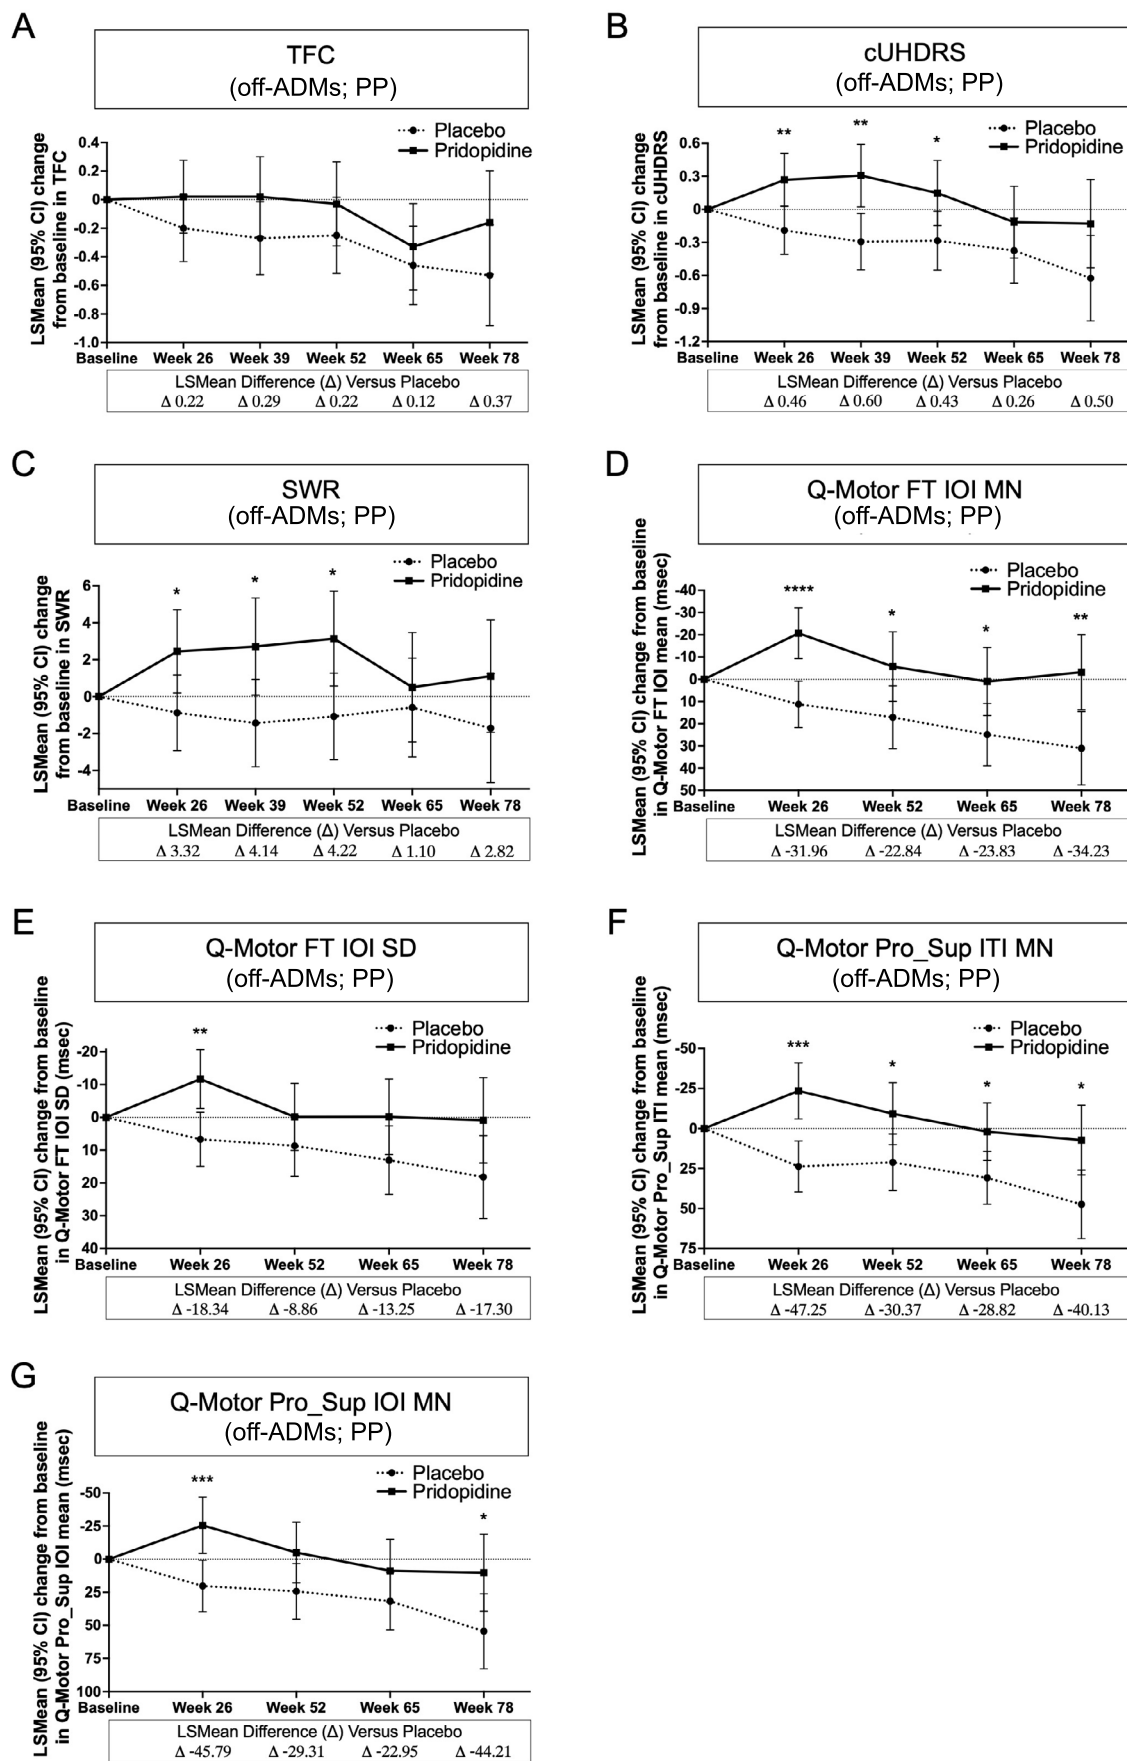 A
TFC
(off-ADMs; PP)
Placebo
Pridopidine
LSMean (95% CI) change
from baseline in TFC
0.4
0.2
0
-0.2
-0.4
-0.6
-0.8
-1.0
Baseline Week 26 Week 39 Week 52 Week 65 Week 78
LSMean Difference (Δ) Versus Placebo
Δ 0.22 Δ 0.29 Δ 0.22 Δ 0.12 Δ 0.37
B
cUHDRS
(off-ADMs; PP)
Placebo
Pridopidine
LSMean (95% CI) change
from baseline in cUHDRS
0.6
0.3
0
-0.3
-0.6
-0.9
-1.2
** ** *
Baseline Week 26 Week 39 Week 52 Week 65 Week 78
LSMean Difference (Δ) Versus Placebo
Δ 0.46 Δ 0.60 Δ 0.43 Δ 0.26 Δ 0.50
C
SWR
(off-ADMs; PP)
Placebo
Pridopidine
LSMean (95% CI) change
from baseline in SWR
6
4
2
0
-2
-4
* * *
Baseline Week 26 Week 39 Week 52 Week 65 Week 78
LSMean Difference (Δ) Versus Placebo
Δ 3.32 Δ 4.14 Δ 4.22 Δ 1.10 Δ 2.82
D
Q-Motor FT IOI MN
(off-ADMs; PP)
Placebo
Pridopidine
LSMean (95% CI) change from baseline
in Q-Motor FT IOI mean (msec)
-40
-30
-20
-10
0
10
20
30
40
50
**** * * **
Baseline Week 26 Week 52 Week 65 Week 78
LSMean Difference (Δ) Versus Placebo
Δ -31.96 Δ -22.84 Δ -23.83 Δ -34.23
E
Q-Motor FT IOI SD
(off-ADMs; PP)
Placebo
Pridopidine
LSMean (95% CI) change from baseline
in Q-Motor FT IOI SD (msec)
-20
-10
0
10
20
30
40
**
Baseline Week 26 Week 52 Week 65 Week 78
LSMean Difference (Δ) Versus Placebo
Δ -18.34 Δ -8.86 Δ -13.25 Δ -17.30
F
Q-Motor Pro_Sup ITI MN
(off-ADMs; PP)
Placebo
Pridopidine
LSMean (95% CI) change from baseline
in Q-Motor Pro_Sup ITI mean (msec)
-50
-25
0
25
50
75
*** * * *
Baseline Week 26 Week 52 Week 65 Week 78
LSMean Difference (Δ) Versus Placebo
Δ -47.25 Δ -30.37 Δ -28.82 Δ -40.13
G
Q-Motor Pro_Sup IOI MN
(off-ADMs; PP)
Placebo
Pridopidine
LSMean (95% CI) change from baseline
in Q-Motor Pro_Sup IOI mean (msec)
-50
-25
0
25
50
75
100
*** *
Baseline Week 26 Week 52 Week 65 Week 78
LSMean Difference (Δ) Versus Placebo
Δ -45.79 Δ -29.31 Δ -22.95 Δ -44.21